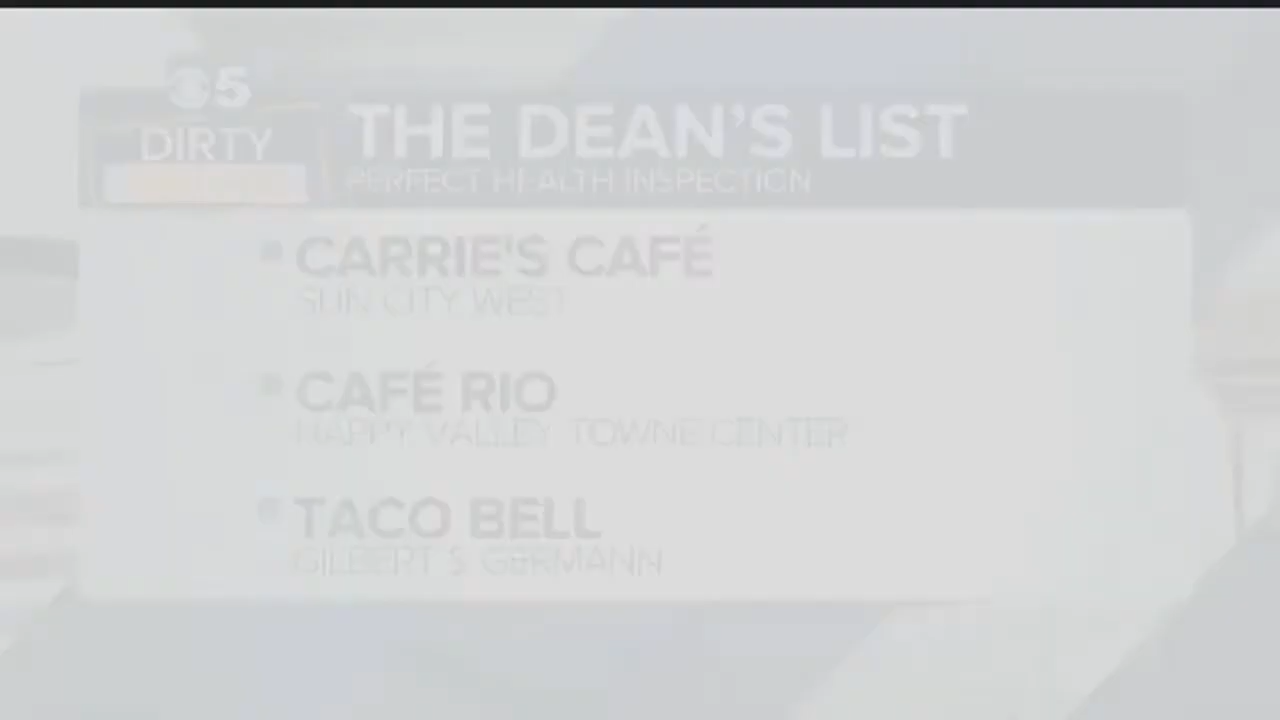 5
DIRTY
THE DEAN'S LIST
PERFECT HEALTH INSPECTION
CARRIE'S CAFÉ
SUN CITY WEST
CAFÉ RIO
HAPPY VALLEY TOWNE CENTER
TACO BELL
GILBERT & GERMANN